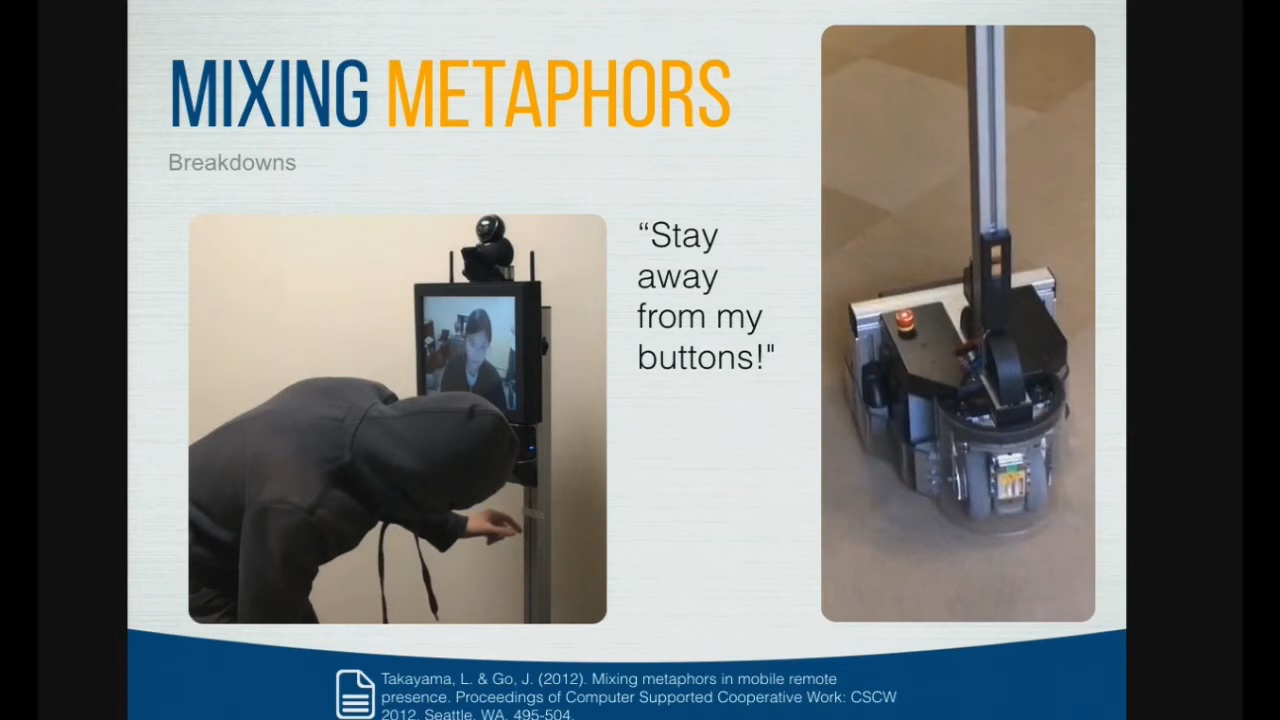 MIXING METAPHORS
Breakdowns
“Stay
away
from my
buttons!"
Takayama, L. & Go, J. (2012). Mixing metaphors in mobile remote
presence. Proceedings of Computer Supported Cooperative Work: CSCW
2012, Seattle, WA, 495-504.